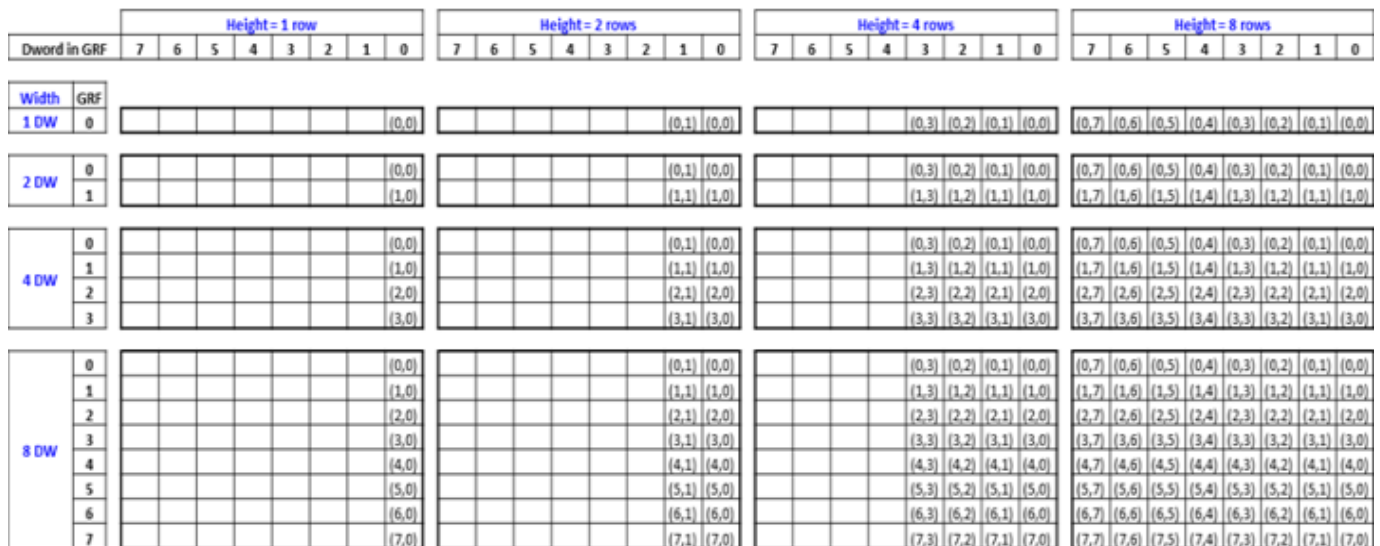 Height = 1 row Height = 2 rows Height = 4 rows Height = 8 rows
Dword in GRF 7 6 5 4 3 2 1 0 7 6 5 4 3 2 1 0 7 6 5 4 3 2 1 0 7 6 5 4 3 2 1 0
Width GRF
1 DW 0 (0,0) (0,1) (0,0) (0,3) (0,2) (0,1) (0,0) (0,7) (0,6) (0,5) (0,4) (0,3) (0,2) (0,1) (0,0)
2 DW
0 (0,0) (0,1) (0,0) (0,3) (0,2) (0,1) (0,0) (0,7) (0,6) (0,5) (0,4) (0,3) (0,2) (0,1) (0,0)
1 (1,0) (1,1) (1,0) (1,3) (1,2) (1,1) (1,0) (1,7) (1,6) (1,5) (1,4) (1,3) (1,2) (1,1) (1,0)
4 DW
0 (0,0) (0,1) (0,0) (0,3) (0,2) (0,1) (0,0) (0,7) (0,6) (0,5) (0,4) (0,3) (0,2) (0,1) (0,0)
1 (1,0) (1,1) (1,0) (1,3) (1,2) (1,1) (1,0) (1,7) (1,6) (1,5) (1,4) (1,3) (1,2) (1,1) (1,0)
2 (2,0) (2,1) (2,0) (2,3) (2,2) (2,1) (2,0) (2,7) (2,6) (2,5) (2,4) (2,3) (2,2) (2,1) (2,0)
3 (3,0) (3,1) (3,0) (3,3) (3,2) (3,1) (3,0) (3,7) (3,6) (3,5) (3,4) (3,3) (3,2) (3,1) (3,0)
8 DW
0 (0,0) (0,1) (0,0) (0,3) (0,2) (0,1) (0,0) (0,7) (0,6) (0,5) (0,4) (0,3) (0,2) (0,1) (0,0)
1 (1,0) (1,1) (1,0) (1,3) (1,2) (1,1) (1,0) (1,7) (1,6) (1,5) (1,4) (1,3) (1,2) (1,1) (1,0)
2 (2,0) (2,1) (2,0) (2,3) (2,2) (2,1) (2,0) (2,7) (2,6) (2,5) (2,4) (2,3) (2,2) (2,1) (2,0)
3 (3,0) (3,1) (3,0) (3,3) (3,2) (3,1) (3,0) (3,7) (3,6) (3,5) (3,4) (3,3) (3,2) (3,1) (3,0)
4 (4,0) (4,1) (4,0) (4,3) (4,2) (4,1) (4,0) (4,7) (4,6) (4,5) (4,4) (4,3) (4,2) (4,1) (4,0)
5 (5,0) (5,1) (5,0) (5,3) (5,2) (5,1) (5,0) (5,7) (5,6) (5,5) (5,4) (5,3) (5,2) (5,1) (5,0)
6 (6,0) (6,1) (6,0) (6,3) (6,2) (6,1) (6,0) (6,7) (6,6) (6,5) (6,4) (6,3) (6,2) (6,1) (6,0)
7 (7,0) (7,1) (7,0) (7,3) (7,2) (7,1) (7,0) (7,7) (7,6) (7,5) (7,4) (7,3) (7,2) (7,1) (7,0)